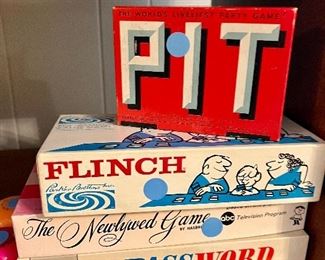 THE WORLD'S LIVELIEST PARTY GAME
PIT
FLINCH
Parker Brothers Inc.
The Newlywed Game
BY HASBRO
abc
Television Program
PASSWORD